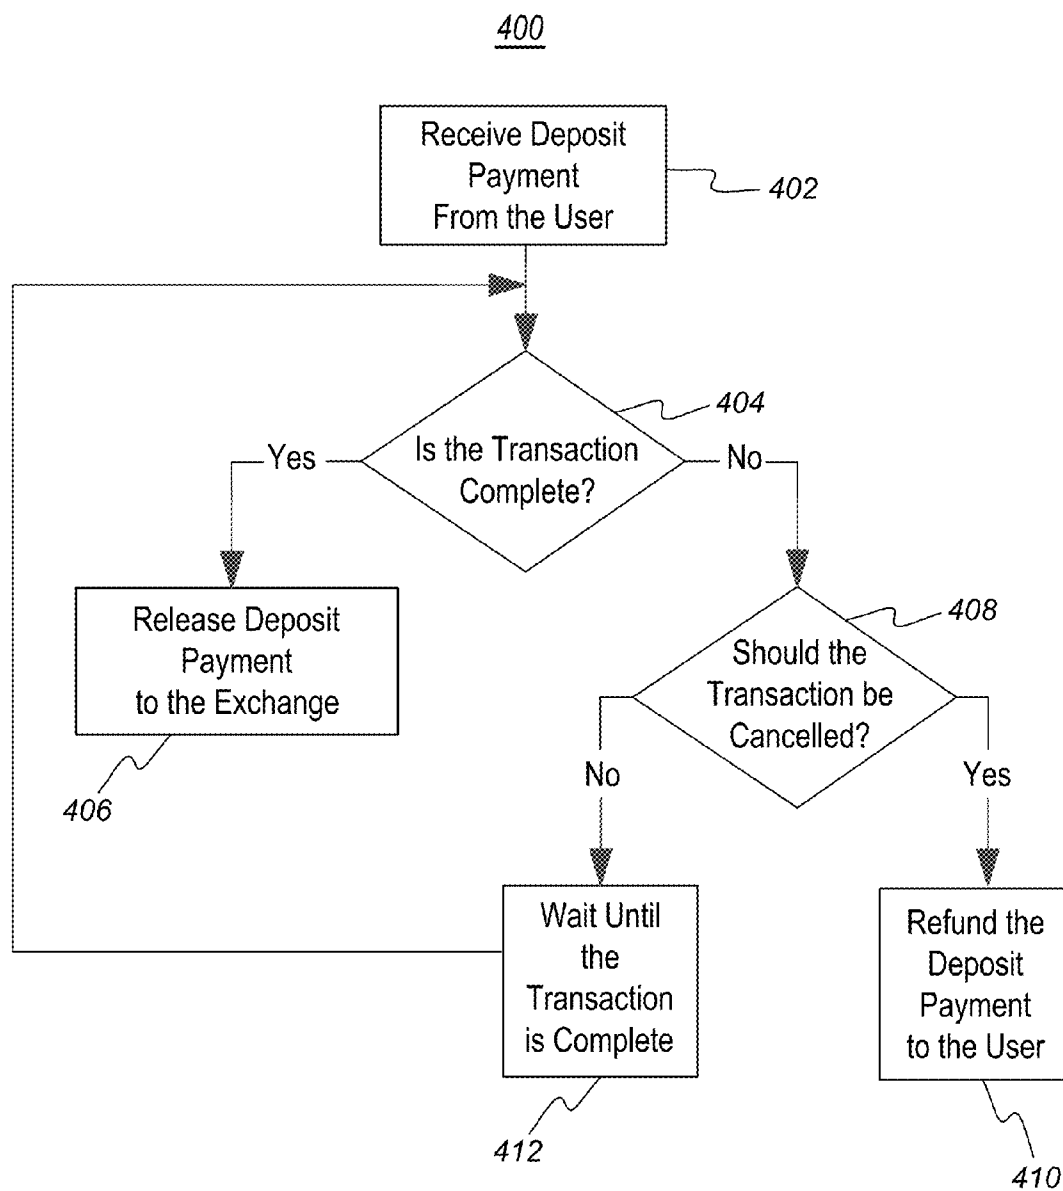 400
Receive Deposit
Payment
From the User
402
Is the Transaction
Complete?
404
Yes
No
Release Deposit
Payment
to the Exchange
406
Should the
Transaction be
Cancelled?
408
No
Yes
Wait Until
the
Transaction
is Complete
412
Refund the
Deposit
Payment
to the User
410